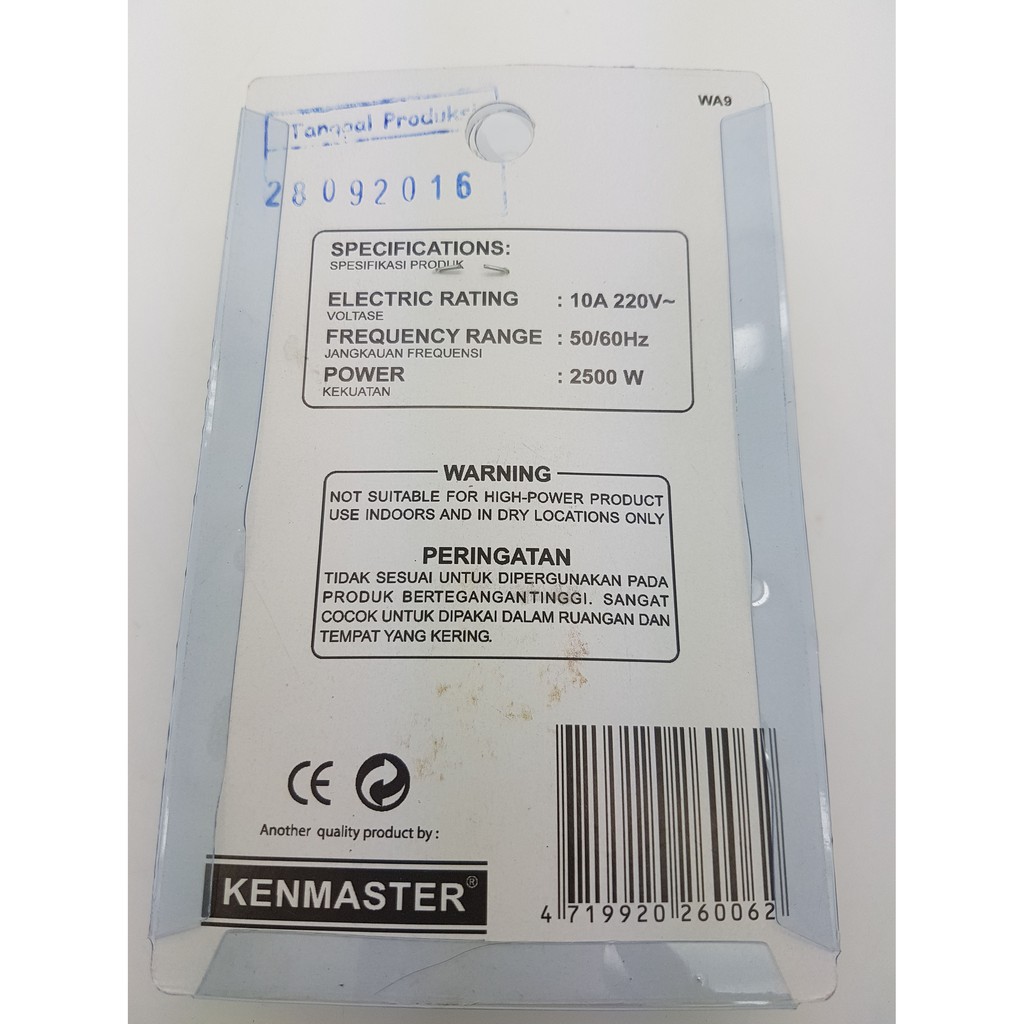 WA9
Tanggal Produksi
28092016
SPECIFICATIONS:
SPESIFIKASI PRODUK
ELECTRIC RATING : 10A 220V~
VOLTASE
FREQUENCY RANGE : 50/60Hz
JANGKAUAN FREQUENSI
POWER : 2500 W
KEKUATAN
WARNING
NOT SUITABLE FOR HIGH-POWER PRODUCT
USE INDOORS AND IN DRY LOCATIONS ONLY
PERINGATAN
TIDAK SESUAI UNTUK DIPERGUNAKAN PADA
PRODUK BERTEGANGAN TINGGI. SANGAT
COCOK UNTUK DIPAKAI DALAM RUANGAN DAN
TEMPAT YANG KERING.
CE
Another quality product by :
KENMASTER®
4 719920 260062